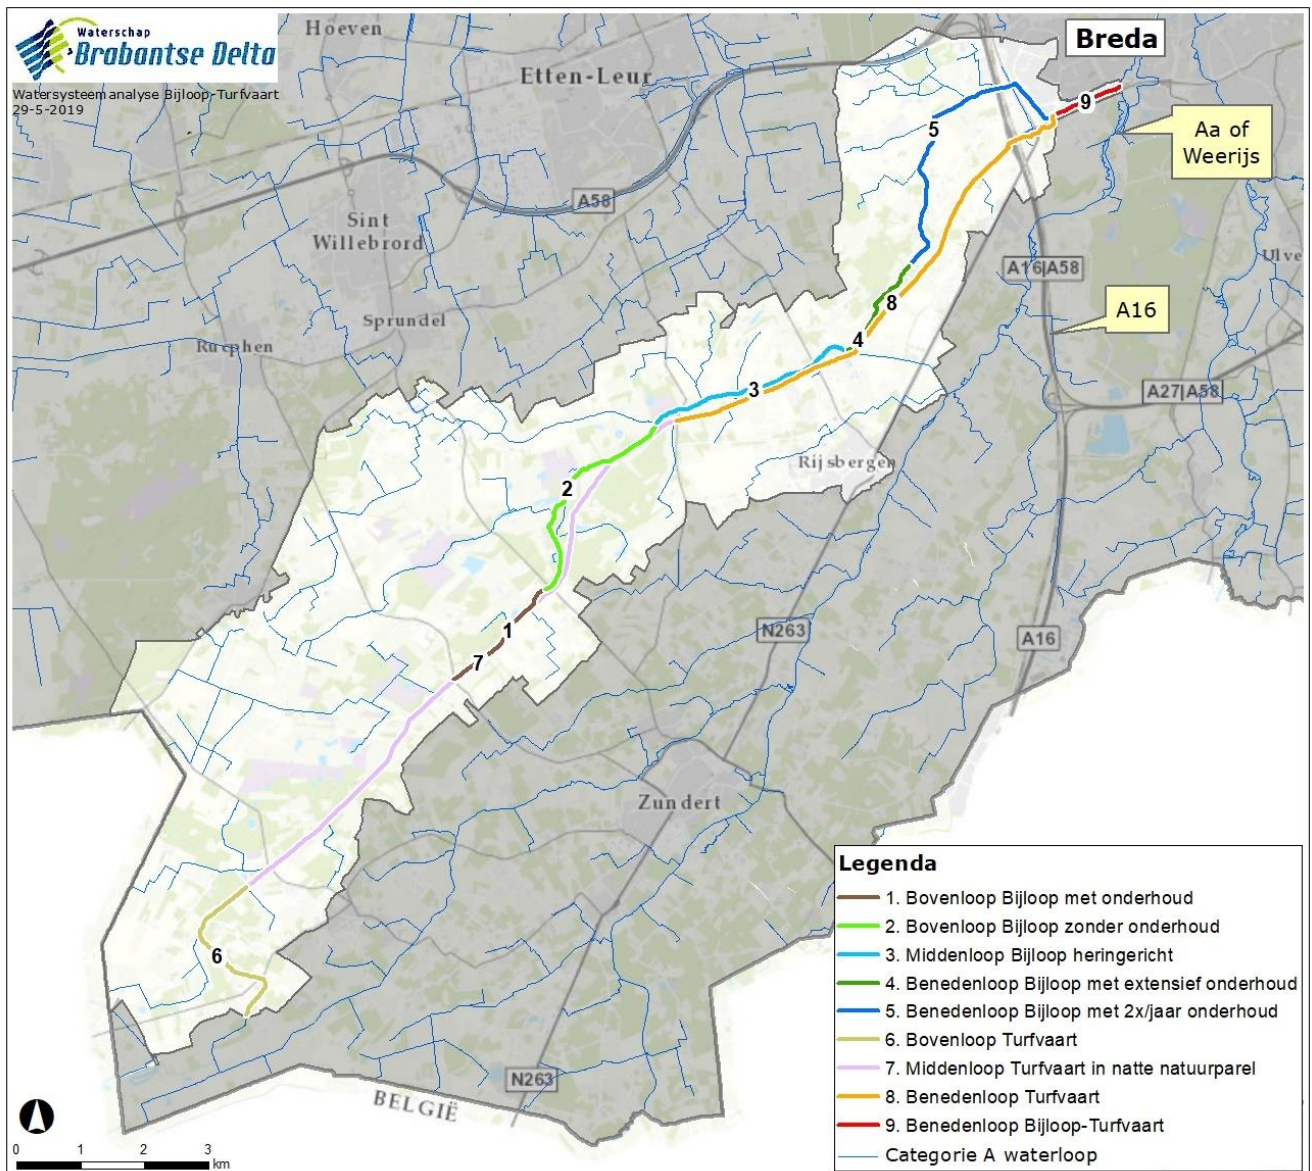 Waterschap
Brabantse Delta
Watersysteemanalyse Bijloop-Turfvaart
29-5-2019
Hoeven
Etten-Leur
Breda
9
5
Aa of
Weerijs
A58
Sint
Willebrord
Ulve
A16|A58
A16
8
Sprundel
Rucphen
4
3
A27|A58
Rijsbergen
2
1
N263
A16
7
Zundert
6
N263
BELGIË
Legenda
1. Bovenloop Bijloop met onderhoud
2. Bovenloop Bijloop zonder onderhoud
3. Middenloop Bijloop heringericht
4. Benedenloop Bijloop met extensief onderhoud
5. Benedenloop Bijloop met 2x/jaar onderhoud
6. Bovenloop Turfvaart
7. Middenloop Turfvaart in natte natuurparel
8. Benedenloop Turfvaart
9. Benedenloop Bijloop-Turfvaart
Categorie A waterloop
0 1 2 3
km